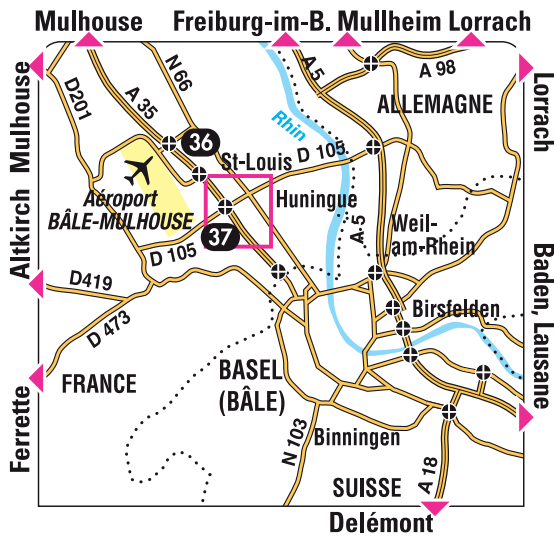 Mulhouse
Freiburg-im-B.
Mullheim
Lorrach
Mulhouse
Altkirch
Ferrette
D201
A 35
N 66
A 5
A 98
ALLEMAGNE
Lorrach
Rhin
36
St-Louis
D 105
Aéroport
BÂLE-MULHOUSE
Huningue
37
D 105
A 5
Weil-
am-Rhein
Baden, Lausane
D419
D 473
Birsfelden
FRANCE
BASEL
(BÂLE)
N 103
Binningen
SUISSE
A 18
Delémont